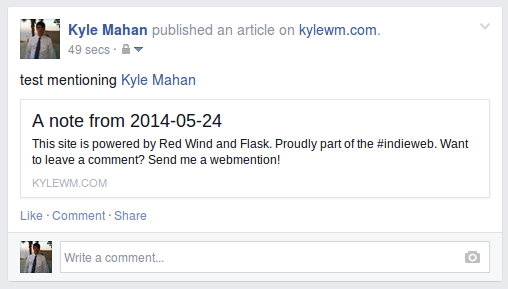 Kyle Mahan published an article on kylewm.com.
49 secs ·
test mentioning Kyle Mahan
A note from 2014-05-24
This site is powered by Red Wind and Flask. Proudly part of the #indieweb. Want
to leave a comment? Send me a webmention!
KYLEWM.COM
Like · Comment · Share
Write a comment...